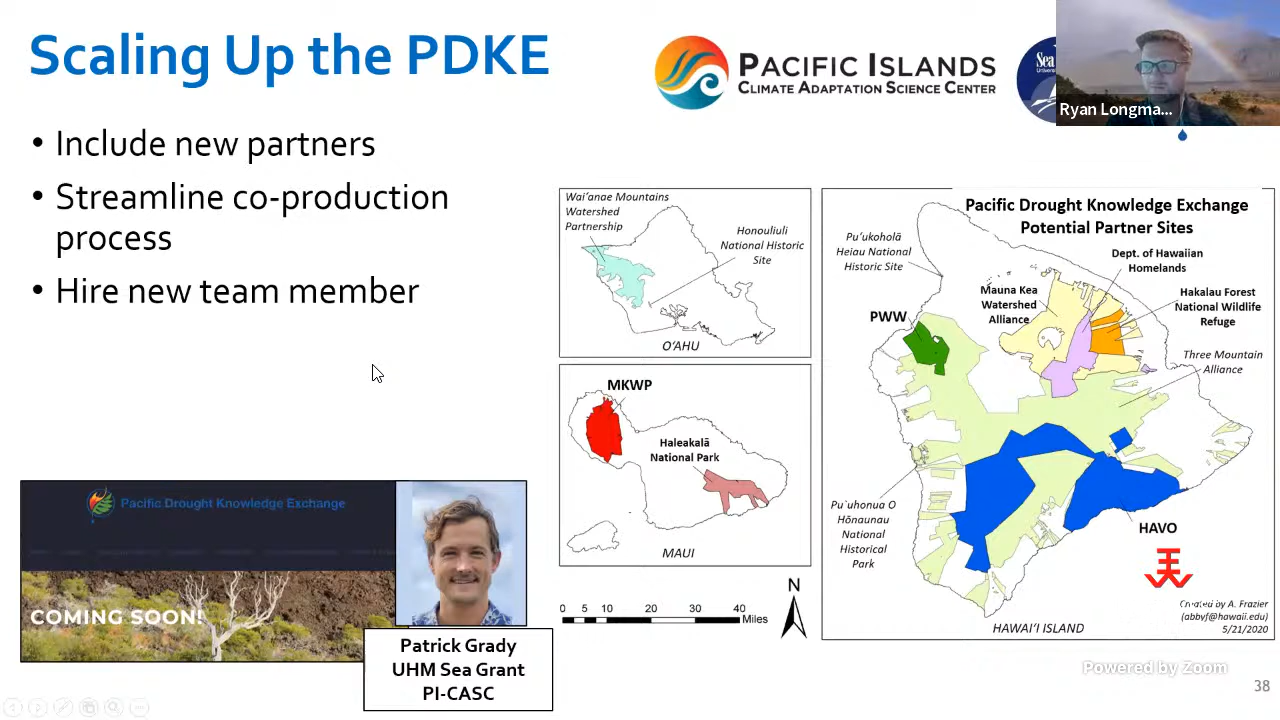 Scaling Up the PDKE
PACIFIC ISLANDS
CLIMATE ADAPTATION SCIENCE CENTER
Sea
Ryan Longma...
• Include new partners
• Streamline co-production
process
• Hire new team member
Wai'anae Mountains
Watershed
Partnership
Honouliuli
National Historic
Site
O'AHU
MKWP
Haleakalā
National Park
MAUI
0 5 10 20 30 40
Miles
N
Pacific Drought Knowledge Exchange
Potential Partner Sites
Pu'ukoholā
Heiau National
Historic Site
Dept. of Hawaiian
Homelands
Mauna Kea
Watershed
Alliance
Hakalau Forest
National Wildlife
Refuge
PWW
Three Mountain
Alliance
Pu`uhonua O
Hōnaunau
National
Historical
Park
HAVO
HAWAI'I ISLAND
Created by A. Frazier
(abbyf@hawaii.edu)
5/21/2020
Pacific Drought Knowledge Exchange
COMING SOON!
Patrick Grady
UHM Sea Grant
PI-CASC
Powered by Zoom
38